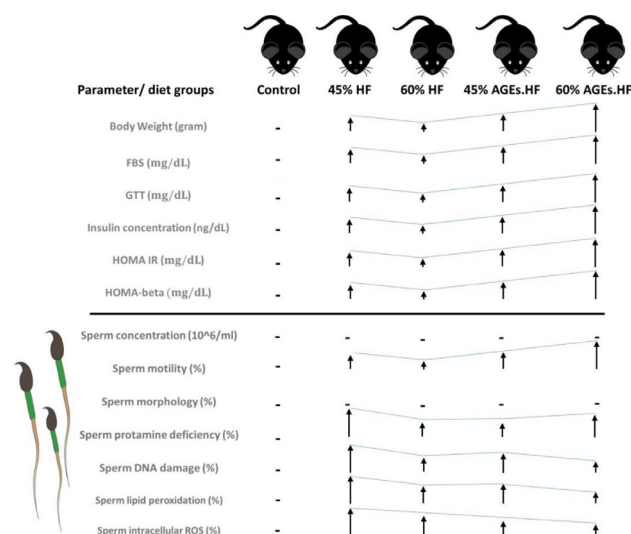 Parameter/ diet groups Control 45% HF 60% HF 45% AGEs.HF 60% AGEs.HF
Body Weight (gram) -
FBS (mg/dL) -
GTT (mg/dL) -
Insulin concentration (ng/dL) -
HOMA IR (mg/dL) -
HOMA-beta (mg/dL) -
Sperm concentration (10^6/ml) - - - - -
Sperm motility (%) -
Sperm morphology (%) - - - - -
Sperm protamine deficiency (%) -
Sperm DNA damage (%) -
Sperm lipid peroxidation (%) -
Sperm intracellular ROS (%) -